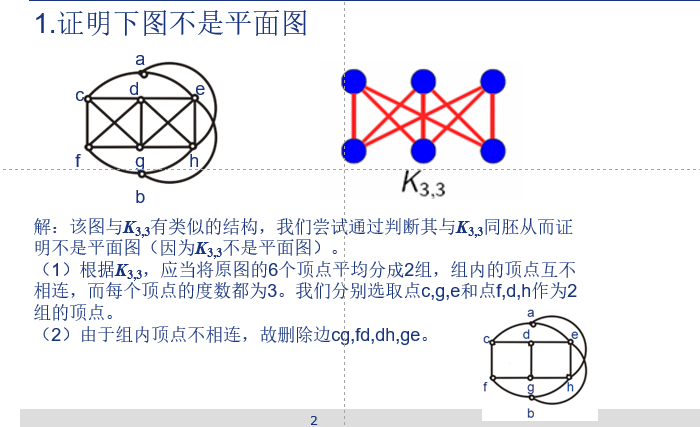 1.证明下图不是平面图
a
c d e
f g h
b
K3,3
解：该图与K3,3有类似的结构，我们尝试通过判断其与K3,3同胚从而证
明不是平面图（因为K3,3不是平面图）。
（1）根据K3,3，应当将原图的6个顶点平均分成2组，组内的顶点互不
相连，而每个顶点的度数都为3。我们分别选取点c,g,e和点f,d,h作为2
组的顶点。
（2）由于组内顶点不相连，故删除边cg,fd,dh,ge。
a
c d e
f g h
b
2